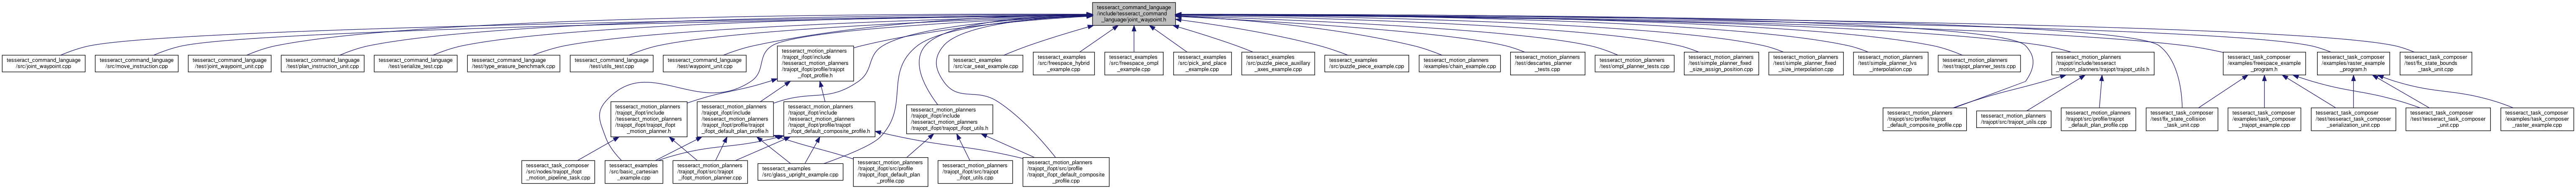 tesseract_command_language
/include/tesseract_command
_language/joint_waypoint.h
tesseract_command_language
/src/joint_waypoint.cpp
tesseract_command_language
/src/move_instruction.cpp
tesseract_command_language
/test/joint_waypoint_unit.cpp
tesseract_command_language
/test/plan_instruction_unit.cpp
tesseract_command_language
/test/serialize_test.cpp
tesseract_command_language
/test/type_erasure_benchmark.cpp
tesseract_command_language
/test/utils_test.cpp
tesseract_command_language
/test/waypoint_unit.cpp
tesseract_motion_planners
/trajopt_ifopt/include
/tesseract_motion_planners
/trajopt_ifopt/profile/trajopt
_ifopt_profile.h
tesseract_examples
/src/car_seat_example.cpp
tesseract_examples
/src/freespace_hybrid
_example.cpp
tesseract_examples
/src/freespace_ompl
_example.cpp
tesseract_examples
/src/pick_and_place
_example.cpp
tesseract_examples
/src/puzzle_piece_auxillary
_axes_example.cpp
tesseract_examples
/src/puzzle_piece_example.cpp
tesseract_motion_planners
/examples/chain_example.cpp
tesseract_motion_planners
/test/descartes_planner
_tests.cpp
tesseract_motion_planners
/test/ompl_planner_tests.cpp
tesseract_motion_planners
/test/simple_planner_fixed
_size_assign_position.cpp
tesseract_motion_planners
/test/simple_planner_fixed
_size_interpolation.cpp
tesseract_motion_planners
/test/simple_planner_lvs
_interpolation.cpp
tesseract_motion_planners
/test/trajopt_planner_tests.cpp
tesseract_motion_planners
/trajopt/include/tesseract
_motion_planners/trajopt/trajopt_utils.h
tesseract_task_composer
/examples/freespace_example
_program.h
tesseract_task_composer
/examples/raster_example
_program.h
tesseract_task_composer
/test/fix_state_bounds
_task_unit.cpp
tesseract_motion_planners
/trajopt_ifopt/include
/tesseract_motion_planners
/trajopt_ifopt/trajopt_ifopt
_motion_planner.h
tesseract_motion_planners
/trajopt_ifopt/include
/tesseract_motion_planners
/trajopt_ifopt/profile/trajopt
_ifopt_default_plan_profile.h
tesseract_motion_planners
/trajopt_ifopt/include
/tesseract_motion_planners
/trajopt_ifopt/profile/trajopt
_ifopt_default_composite_profile.h
tesseract_motion_planners
/trajopt_ifopt/include
/tesseract_motion_planners
/trajopt_ifopt/trajopt_ifopt_utils.h
tesseract_motion_planners
/trajopt/src/profile/trajopt
_default_composite_profile.cpp
tesseract_motion_planners
/trajopt/src/trajopt_utils.cpp
tesseract_motion_planners
/trajopt/src/profile/trajopt
_default_plan_profile.cpp
tesseract_task_composer
/test/fix_state_collision
_task_unit.cpp
tesseract_task_composer
/examples/task_composer
_trajopt_example.cpp
tesseract_task_composer
/test/tesseract_task_composer
_serialization_unit.cpp
tesseract_task_composer
/test/tesseract_task_composer
_unit.cpp
tesseract_task_composer
/examples/task_composer
_raster_example.cpp
tesseract_task_composer
/src/nodes/trajopt_ifopt
_motion_pipeline_task.cpp
tesseract_examples
/src/basic_cartesian
_example.cpp
tesseract_motion_planners
/trajopt_ifopt/src/trajopt
_ifopt_motion_planner.cpp
tesseract_examples
/src/glass_upright_example.cpp
tesseract_motion_planners
/trajopt_ifopt/src/profile
/trajopt_ifopt_default_plan
_profile.cpp
tesseract_motion_planners
/trajopt_ifopt/src/trajopt
_ifopt_utils.cpp
tesseract_motion_planners
/trajopt_ifopt/src/profile
/trajopt_ifopt_default_composite
_profile.cpp